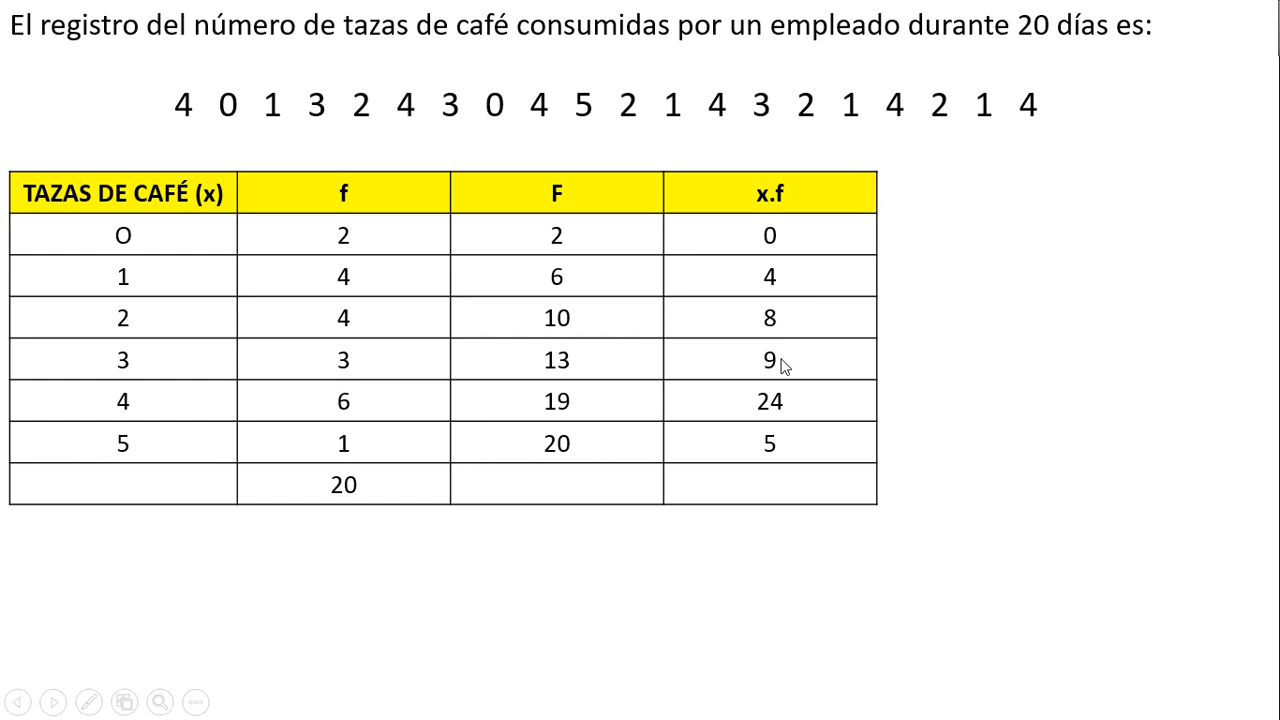 El registro del número de tazas de café consumidas por un empleado durante 20 días es:
4 0 1 3 2 4 3 0 4 5 2 1 4 3 2 1 4 2 1 4
TAZAS DE CAFÉ (x) f F x.f
O 2 2 0
1 4 6 4
2 4 10 8
3 3 13 9
4 6 19 24
5 1 20 5
20